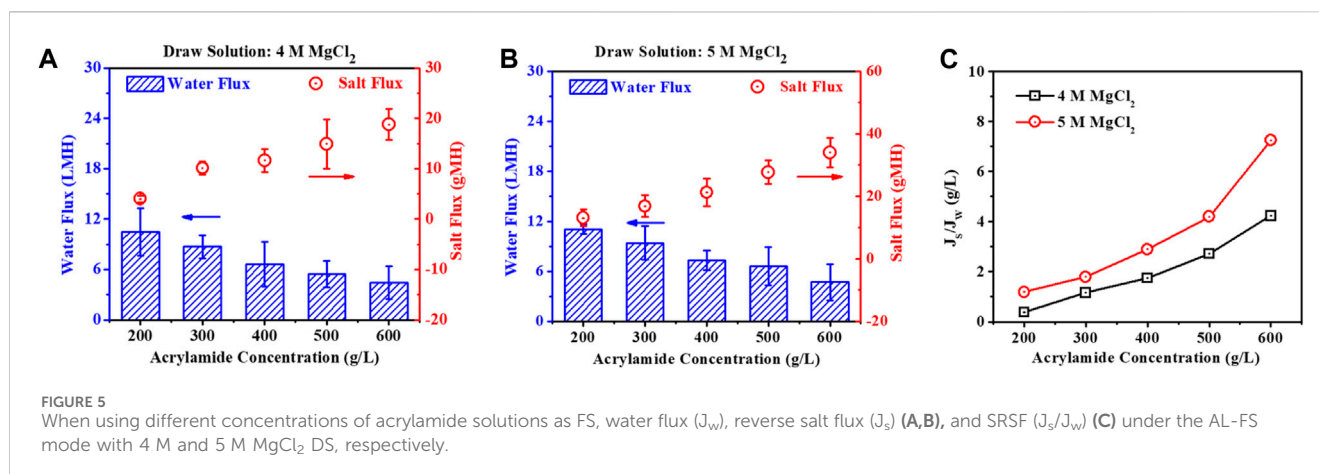 A
Draw Solution: 4 M MgCl₂
Water Flux
Salt Flux
Water Flux (LMH)
30
24
18
12
6
0
Salt Flux (gMH)
30
20
10
0
-10
-20
200 300 400 500 600
Acrylamide Concentration (g/L)
B
Draw Solution: 5 M MgCl₂
Water Flux
Salt Flux
Water Flux (LMH)
30
24
18
12
6
0
Salt Flux (gMH)
60
40
20
0
-20
200 300 400 500 600
Acrylamide Concentration (g/L)
C
4 M MgCl₂
5 M MgCl₂
Jₛ/J_w (g/L)
10
8
6
4
2
0
200 300 400 500 600
Acrylamide Concentration (g/L)
FIGURE 5
When using different concentrations of acrylamide solutions as FS, water flux (J_w), reverse salt flux (Jₛ) (A,B), and SRSF (Jₛ/J_w) (C) under the AL-FS
mode with 4 M and 5 M MgCl₂ DS, respectively.